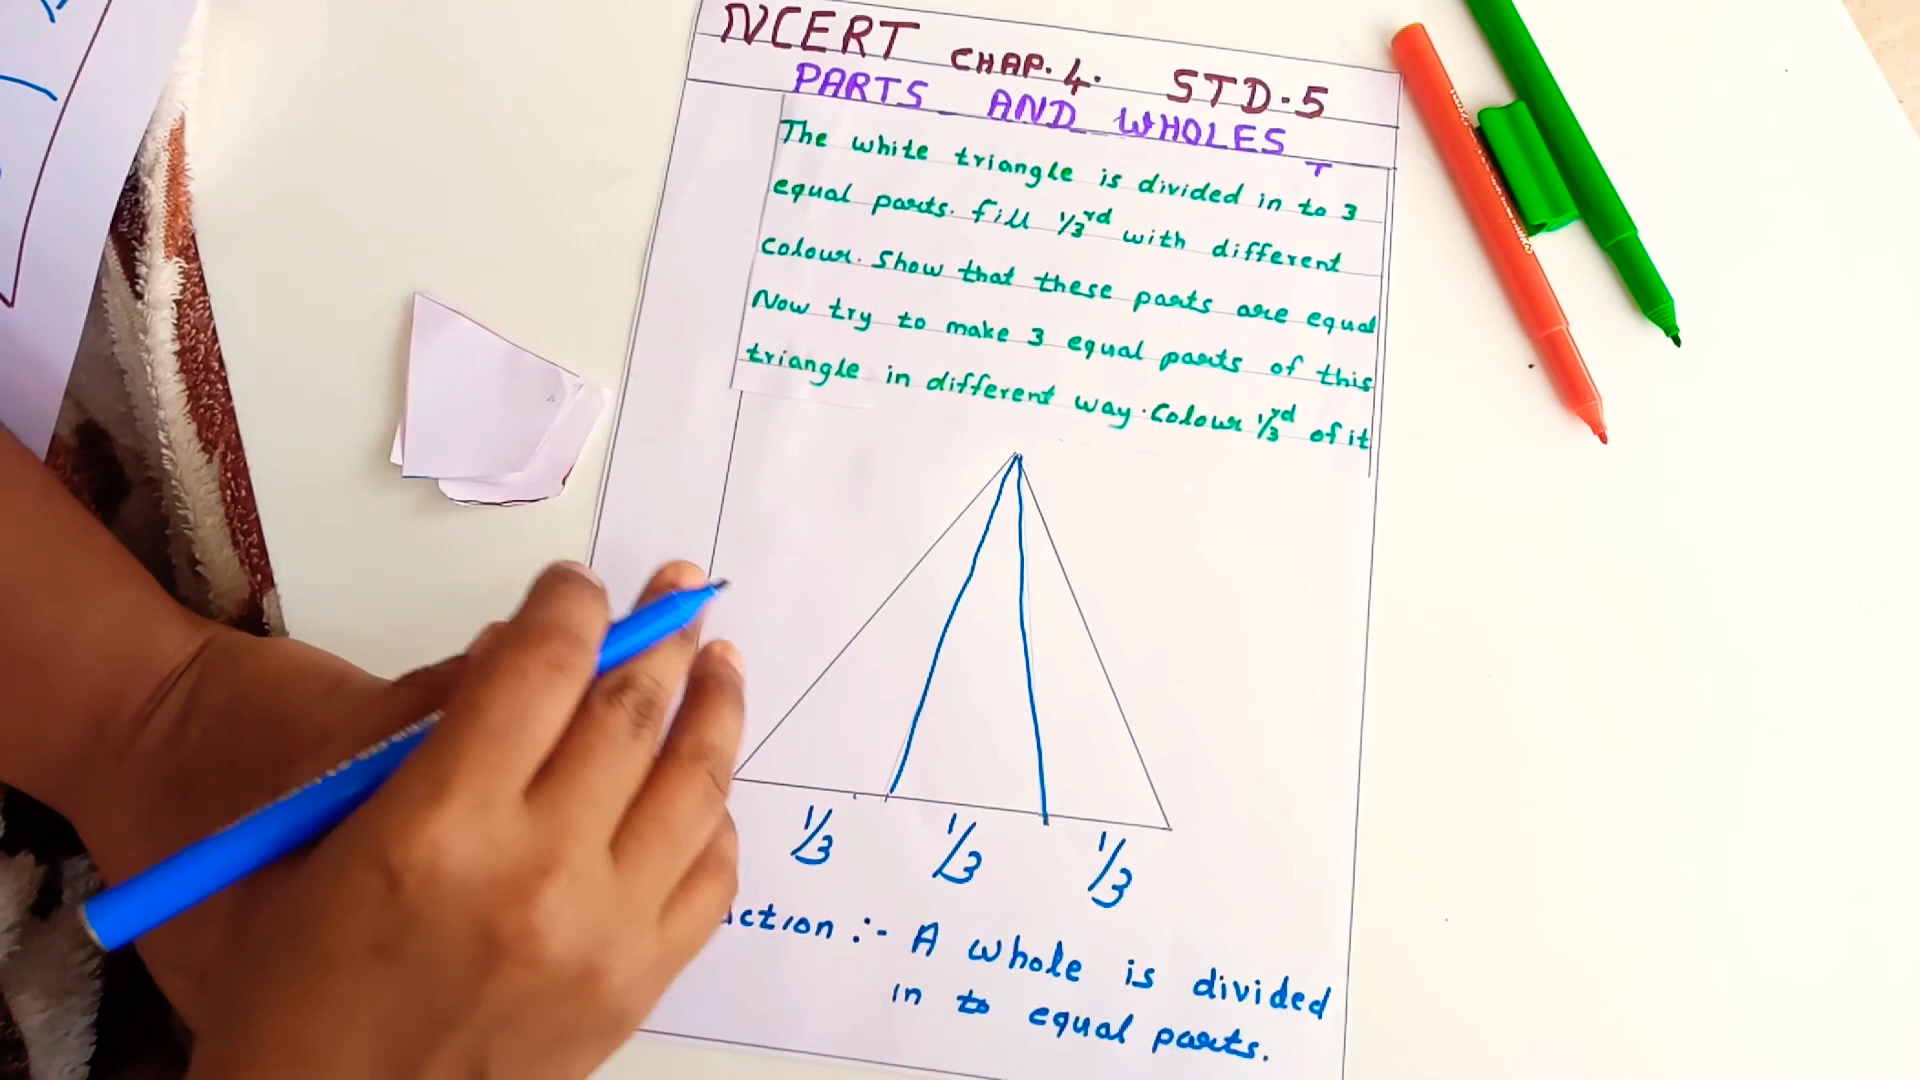 NCERT CHAP. 4. STD-5
PARTS AND WHOLES
The white triangle is divided in to 3
equal parts. fill 1/3rd with different
colour. Show that these parts are equal
Now try to make 3 equal parts of this
triangle in different way. Colour 1/3rd of it
1/3 1/3 1/3
action :- A whole is divided
in to equal parts.